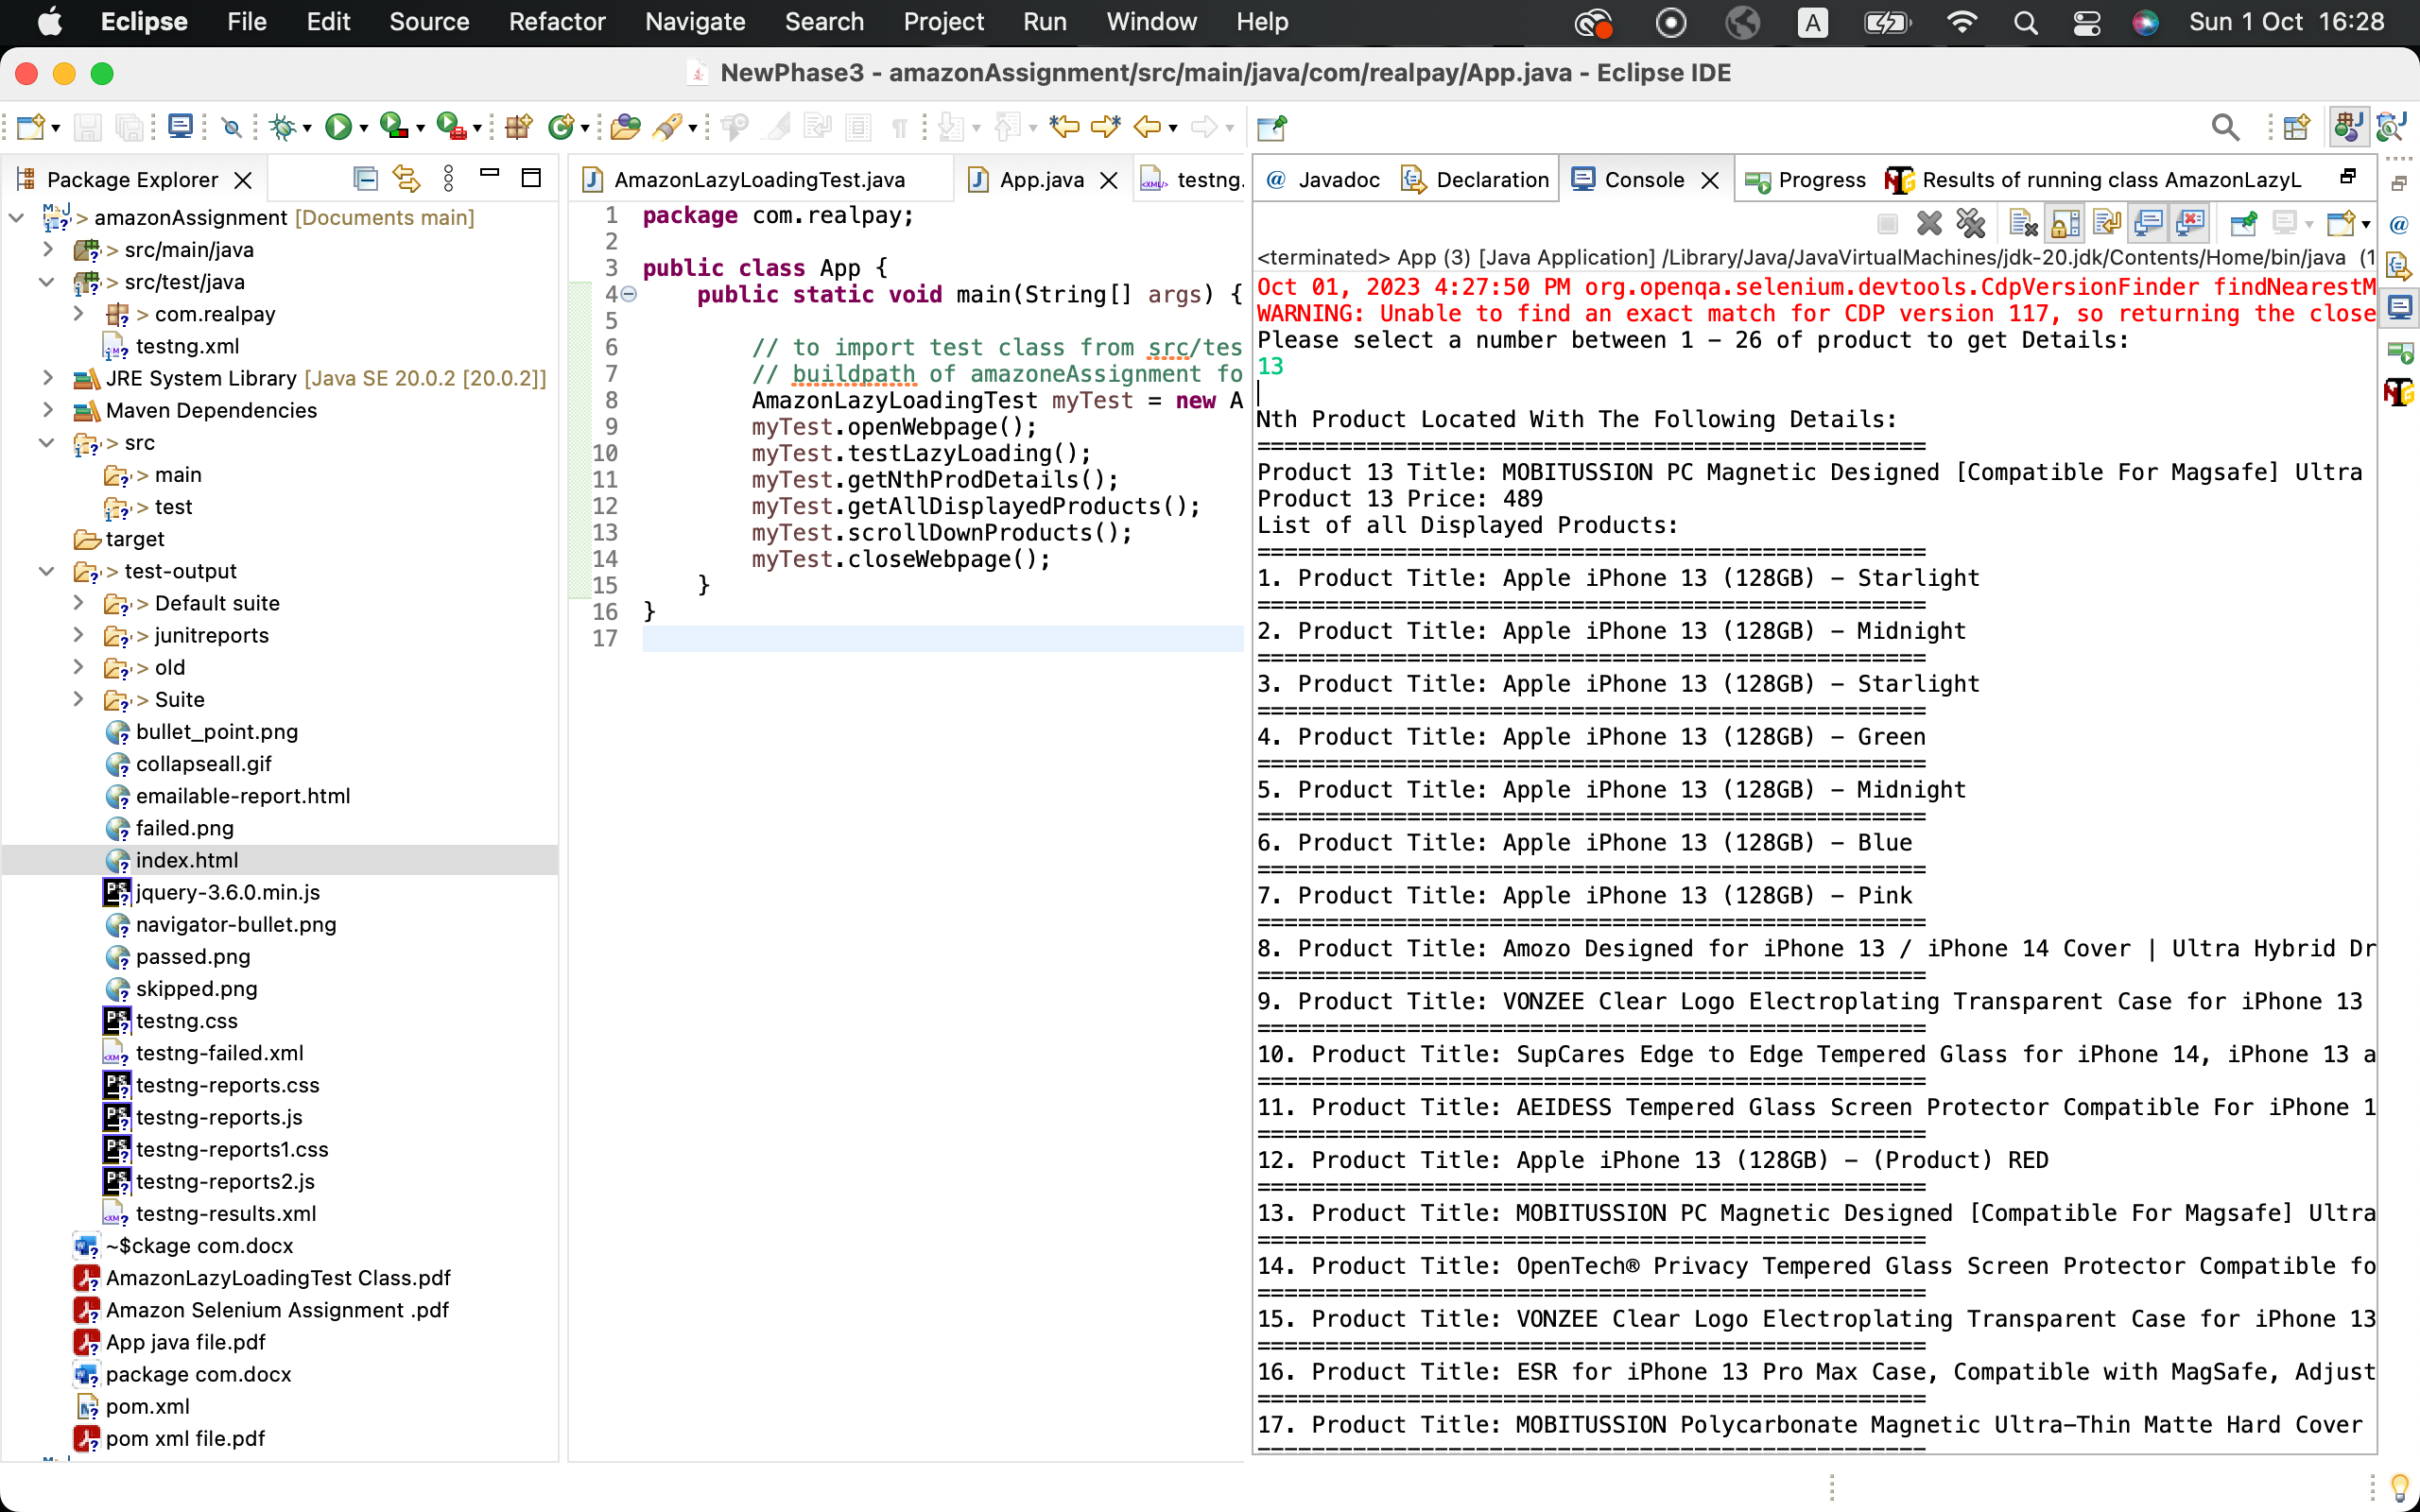 Eclipse File Edit Source Refactor Navigate Search Project Run Window Help A Sun 1 Oct 16:28
NewPhase3 - amazonAssignment/src/main/java/com/realpay/App.java - Eclipse IDE
Package Explorer
> amazonAssignment [Documents main]
> src/main/java
> src/test/java
> com.realpay
testng.xml
JRE System Library [Java SE 20.0.2 [20.0.2]]
Maven Dependencies
> src
> main
> test
target
> test-output
> Default suite
> junitreports
> old
> Suite
bullet_point.png
collapseall.gif
emailable-report.html
failed.png
index.html
jquery-3.6.0.min.js
navigator-bullet.png
passed.png
skipped.png
testng.css
testng-failed.xml
testng-reports.css
testng-reports.js
testng-reports1.css
testng-reports2.js
testng-results.xml
~$ckage com.docx
AmazonLazyLoadingTest Class.pdf
Amazon Selenium Assignment .pdf
App java file.pdf
package com.docx
pom.xml
pom xml file.pdf
AmazonLazyLoadingTest.java App.java testng.
1 package com.realpay;
2
3 public class App {
4 public static void main(String[] args) {
5
6 // to import test class from src/tes
7 // buildpath of amazoneAssignment fo
8 AmazonLazyLoadingTest myTest = new A
9 myTest.openWebpage();
10 myTest.testLazyLoading();
11 myTest.getNthProdDetails();
12 myTest.getAllDisplayedProducts();
13 myTest.scrollDownProducts();
14 myTest.closeWebpage();
15 }
16 }
17
@ Javadoc Declaration Console Progress Results of running class AmazonLazyL
<terminated> App (3) [Java Application] /Library/Java/JavaVirtualMachines/jdk-20.jdk/Contents/Home/bin/java (1
Oct 01, 2023 4:27:50 PM org.openqa.selenium.devtools.CdpVersionFinder findNearestM
WARNING: Unable to find an exact match for CDP version 117, so returning the close
Please select a number between 1 – 26 of product to get Details:
13
Nth Product Located With The Following Details:
=================================================
Product 13 Title: MOBITUSSION PC Magnetic Designed [Compatible For Magsafe] Ultra
Product 13 Price: 489
List of all Displayed Products:
=================================================
1. Product Title: Apple iPhone 13 (128GB) – Starlight
=================================================
2. Product Title: Apple iPhone 13 (128GB) – Midnight
=================================================
3. Product Title: Apple iPhone 13 (128GB) – Starlight
=================================================
4. Product Title: Apple iPhone 13 (128GB) – Green
=================================================
5. Product Title: Apple iPhone 13 (128GB) – Midnight
=================================================
6. Product Title: Apple iPhone 13 (128GB) – Blue
=================================================
7. Product Title: Apple iPhone 13 (128GB) – Pink
=================================================
8. Product Title: Amozo Designed for iPhone 13 / iPhone 14 Cover | Ultra Hybrid Dr
=================================================
9. Product Title: VONZEE Clear Logo Electroplating Transparent Case for iPhone 13
=================================================
10. Product Title: SupCares Edge to Edge Tempered Glass for iPhone 14, iPhone 13 a
=================================================
11. Product Title: AEIDESS Tempered Glass Screen Protector Compatible For iPhone 1
=================================================
12. Product Title: Apple iPhone 13 (128GB) – (Product) RED
=================================================
13. Product Title: MOBITUSSION PC Magnetic Designed [Compatible For Magsafe] Ultra
=================================================
14. Product Title: OpenTech® Privacy Tempered Glass Screen Protector Compatible fo
=================================================
15. Product Title: VONZEE Clear Logo Electroplating Transparent Case for iPhone 13
=================================================
16. Product Title: ESR for iPhone 13 Pro Max Case, Compatible with MagSafe, Adjust
=================================================
17. Product Title: MOBITUSSION Polycarbonate Magnetic Ultra–Thin Matte Hard Cover
=================================================